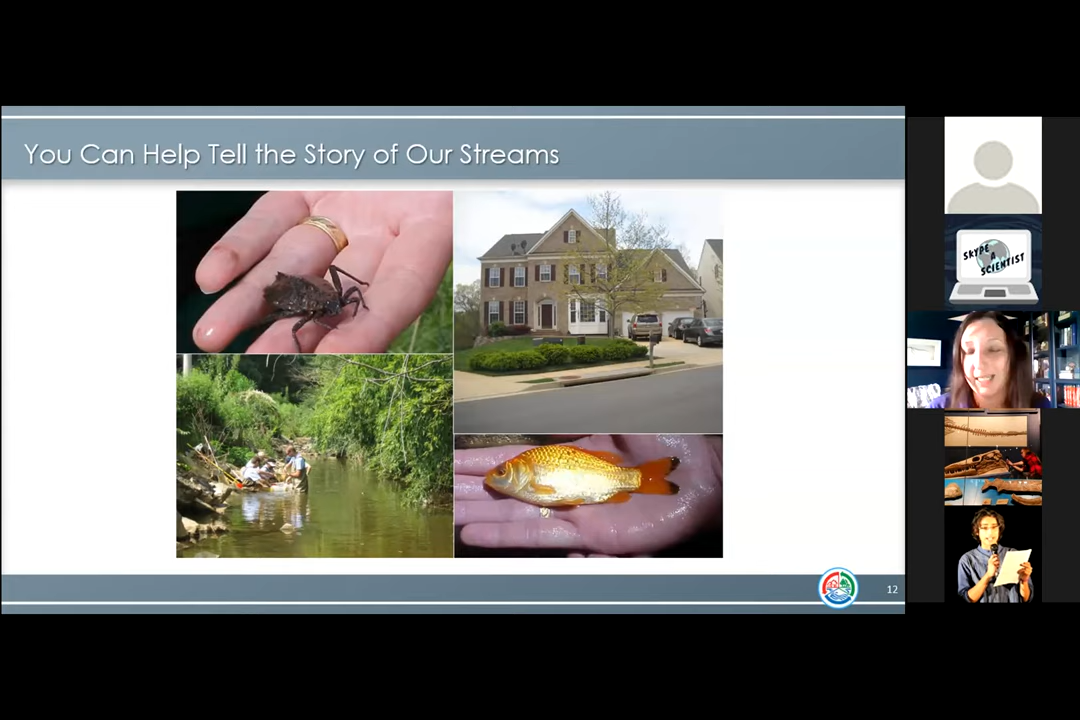 You Can Help Tell the Story of Our Streams
SKYPE
A
SCIENTIST
12